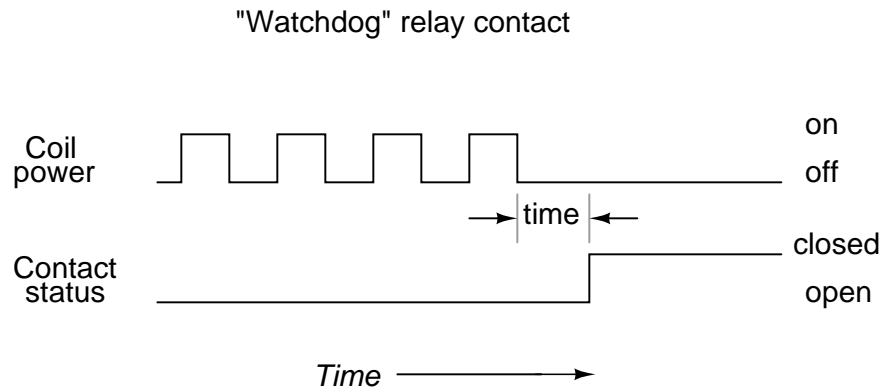 "Watchdog" relay contact
Coil
power
on
off
time
Contact
status
closed
open
Time